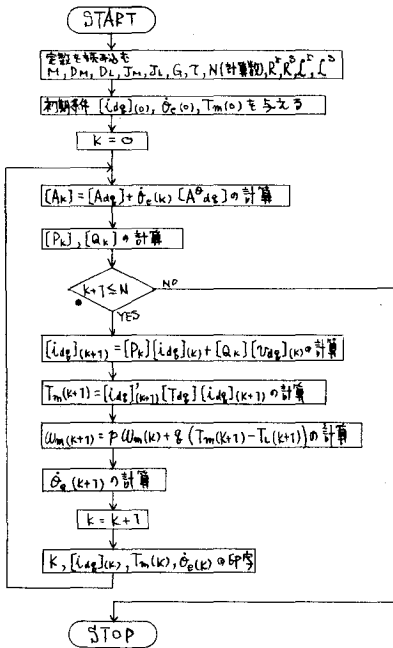 START
定数を読み込む
M, DM, DL, JM, JL, G, T, N(計算数), R^r, R^s, L^r, L^s
初期条件 [idq](0), θ̇e(0), Tm(0) を与える
K = 0
[AK] = [Adq] + θ̇e(K) [A^θdq] の計算
[PK], [QK] の計算
K+1 ≤ N
NO
YES
[idq](K+1) = [PK][idq](K) + [QK][vdq](K) の計算
Tm(K+1) = [idq]'(K+1) [Tdq] [idq](K+1) の計算
ωm(K+1) = p ωm(K) + q (Tm(K+1) - TL(K+1)) の計算
θ̇e(K+1) の計算
K = K+1
K, [idq](K), Tm(K), θ̇e(K) の印字
STOP